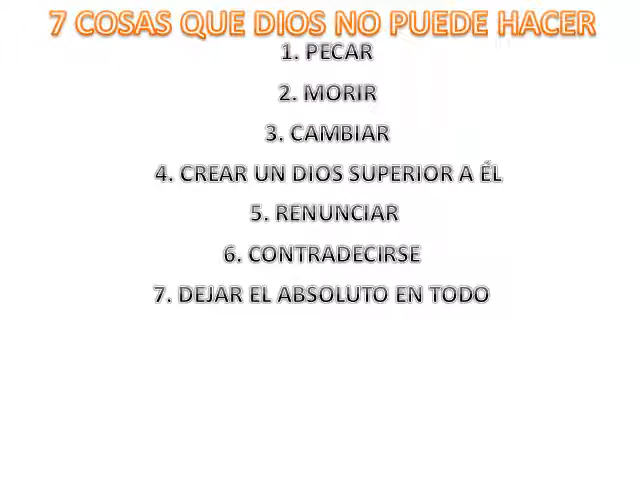 7 COSAS QUE DIOS NO PUEDE HACER
1. PECAR
2. MORIR
3. CAMBIAR
4. CREAR UN DIOS SUPERIOR A ÉL
5. RENUNCIAR
6. CONTRADECIRSE
7. DEJAR EL ABSOLUTO EN TODO